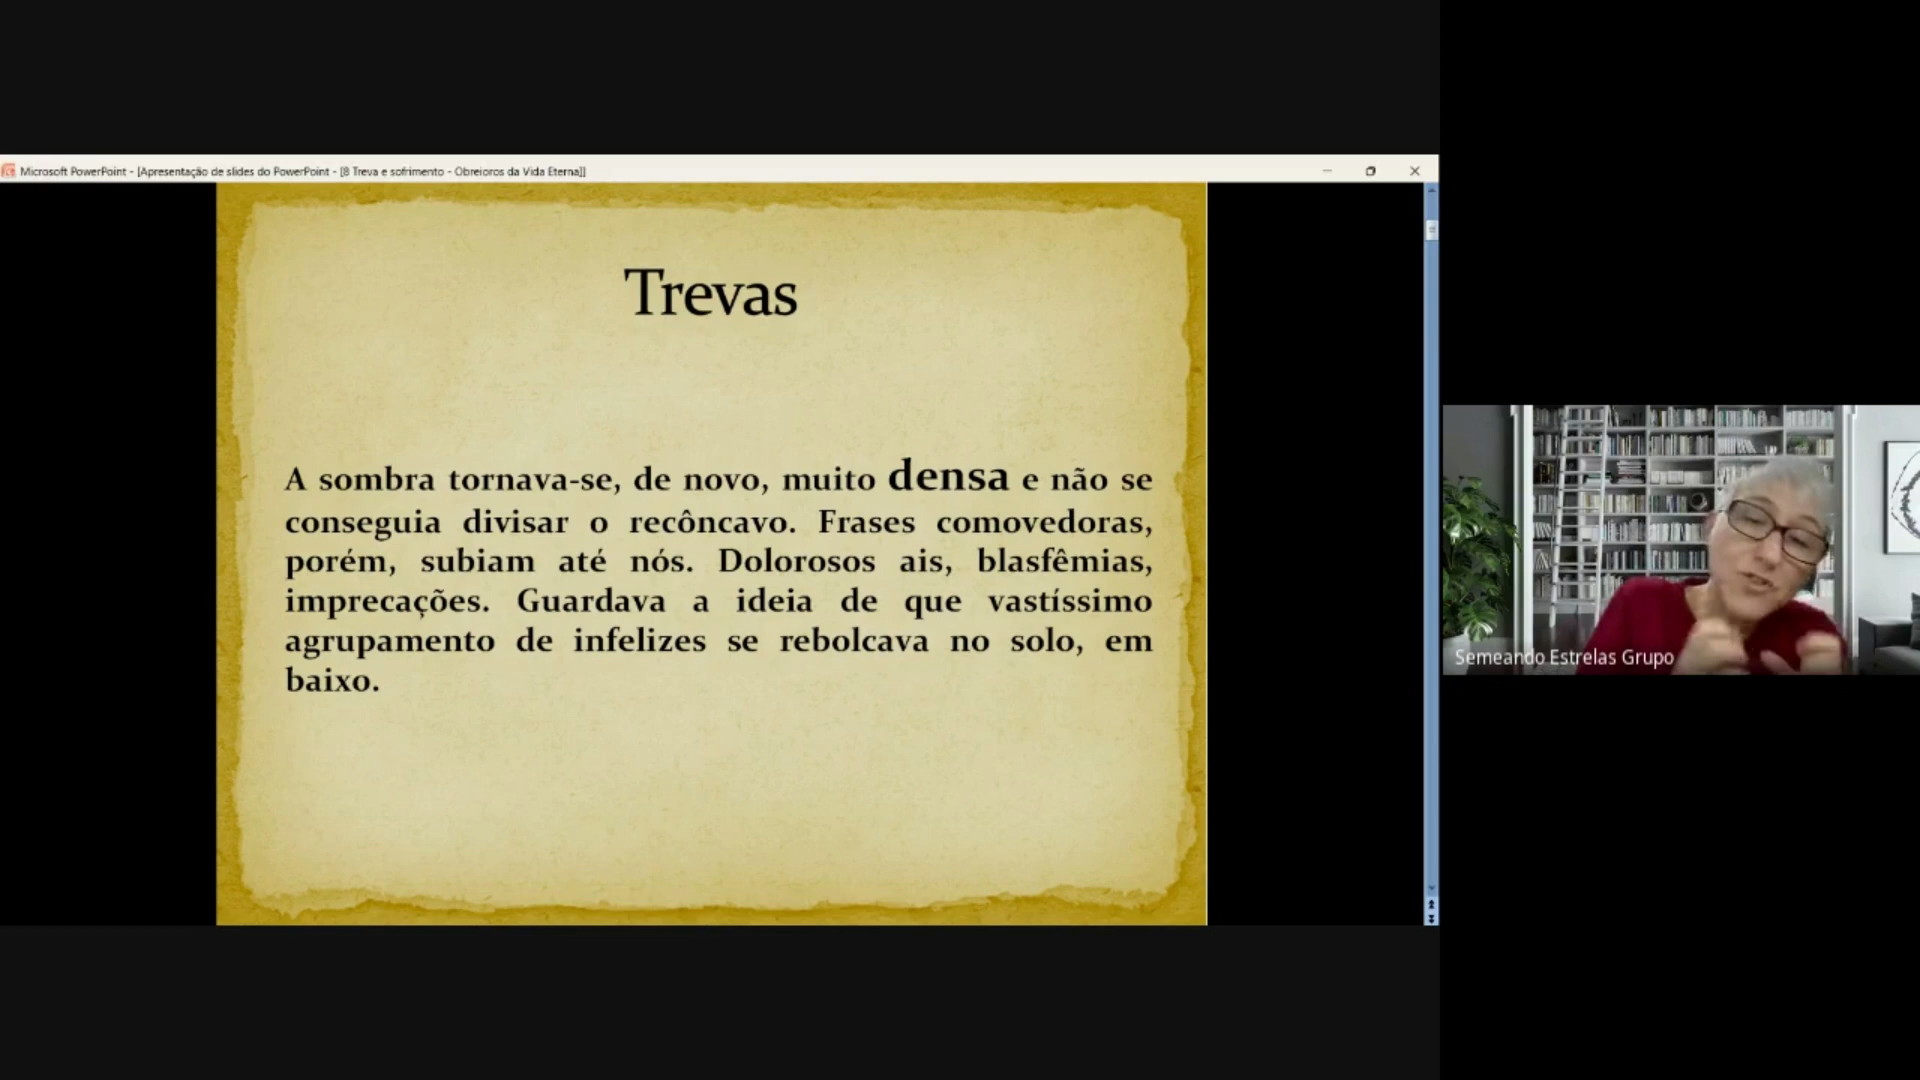 Microsoft PowerPoint - [Apresentação de slides do PowerPoint - [8 Treva e sofrimento - Obreioros da Vida Eterna]]
Trevas
A sombra tornava-se, de novo, muito densa e não se
conseguia divisar o recôncavo. Frases comovedoras,
porém, subiam até nós. Dolorosos ais, blasfêmias,
imprecações. Guardava a ideia de que vastíssimo
agrupamento de infelizes se rebolcava no solo, em
baixo.
Semeando Estrelas Grupo